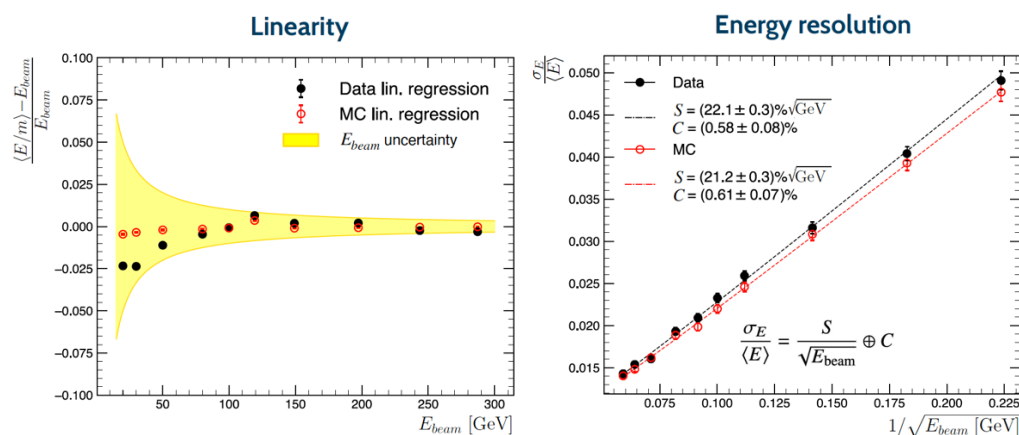 Linearity
⟨E/m⟩−E_beam
E_beam
0.100
0.075
0.050
0.025
0.000
−0.025
−0.050
−0.075
−0.100
Data lin. regression
MC lin. regression
E_beam uncertainty
50 100 150 200 250 300
E_beam [GeV]
Energy resolution
σ_E
⟨E⟩
0.050
0.045
0.040
0.035
0.030
0.025
0.020
0.015
Data
S = (22.1 ± 0.3)%√GeV
C = (0.58 ± 0.08)%
MC
S = (21.2 ± 0.3)%√GeV
C = (0.61 ± 0.07)%
σ_E/⟨E⟩ = S/√E_beam ⊕ C
0.075 0.100 0.125 0.150 0.175 0.200 0.225
1/√E_beam [GeV]